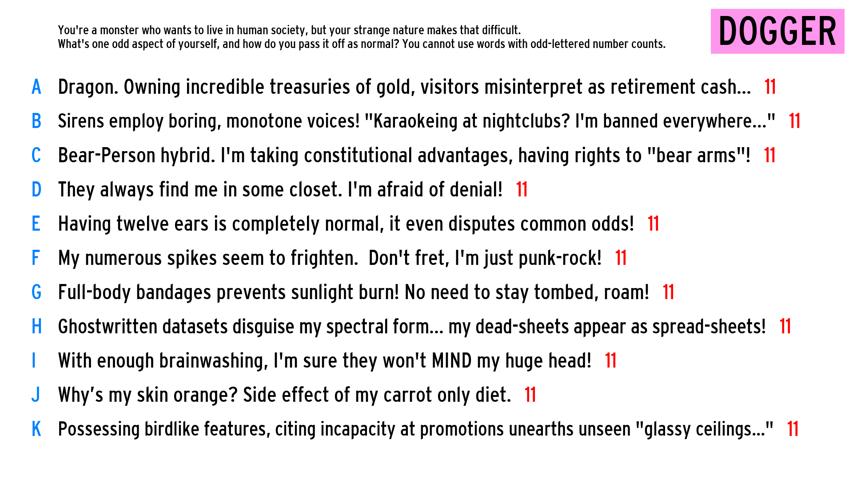 You're a monster who wants to live in human society, but your strange nature makes that difficult.
What's one odd aspect of yourself, and how do you pass it off as normal? You cannot use words with odd-lettered number counts.
DOGGER
A Dragon. Owning incredible treasuries of gold, visitors misinterpret as retirement cash... 11
B Sirens employ boring, monotone voices! "Karaokeing at nightclubs? I'm banned everywhere..." 11
C Bear-Person hybrid. I'm taking constitutional advantages, having rights to "bear arms"! 11
D They always find me in some closet. I'm afraid of denial! 11
E Having twelve ears is completely normal, it even disputes common odds! 11
F My numerous spikes seem to frighten.  Don't fret, I'm just punk-rock! 11
G Full-body bandages prevents sunlight burn! No need to stay tombed, roam! 11
H Ghostwritten datasets disguise my spectral form... my dead-sheets appear as spread-sheets! 11
I With enough brainwashing, I'm sure they won't MIND my huge head! 11
J Why’s my skin orange? Side effect of my carrot only diet. 11
K Possessing birdlike features, citing incapacity at promotions unearths unseen "glassy ceilings..." 11